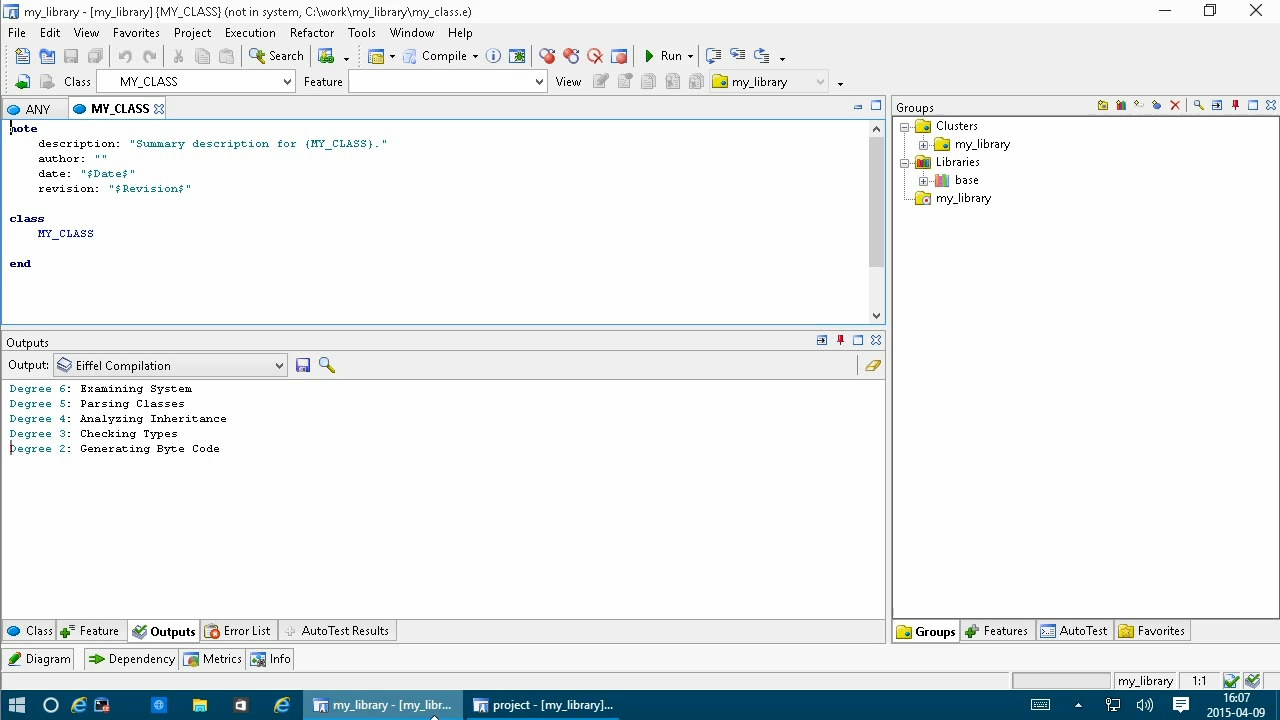 my_library - [my_library] {MY_CLASS} (not in system, C:\work\my_library\my_class.e)
File Edit View Favorites Project Execution Refactor Tools Window Help
Search Compile Run
Class MY_CLASS Feature View my_library
ANY MY_CLASS
note
description: "Summary description for {MY_CLASS}."
author: ""
date: "$Date$"
revision: "$Revision$"
class
MY_CLASS
end
Outputs
Output: Eiffel Compilation
Degree 6: Examining System
Degree 5: Parsing Classes
Degree 4: Analyzing Inheritance
Degree 3: Checking Types
Degree 2: Generating Byte Code
Class Feature Outputs Error List AutoTest Results
Diagram Dependency Metrics Info
Groups
Clusters
my_library
Libraries
base
my_library
Groups Features AutoTest Favorites
my_library 1:1
my_library - [my_libr... project - [my_library]...
16:07
2015-04-09